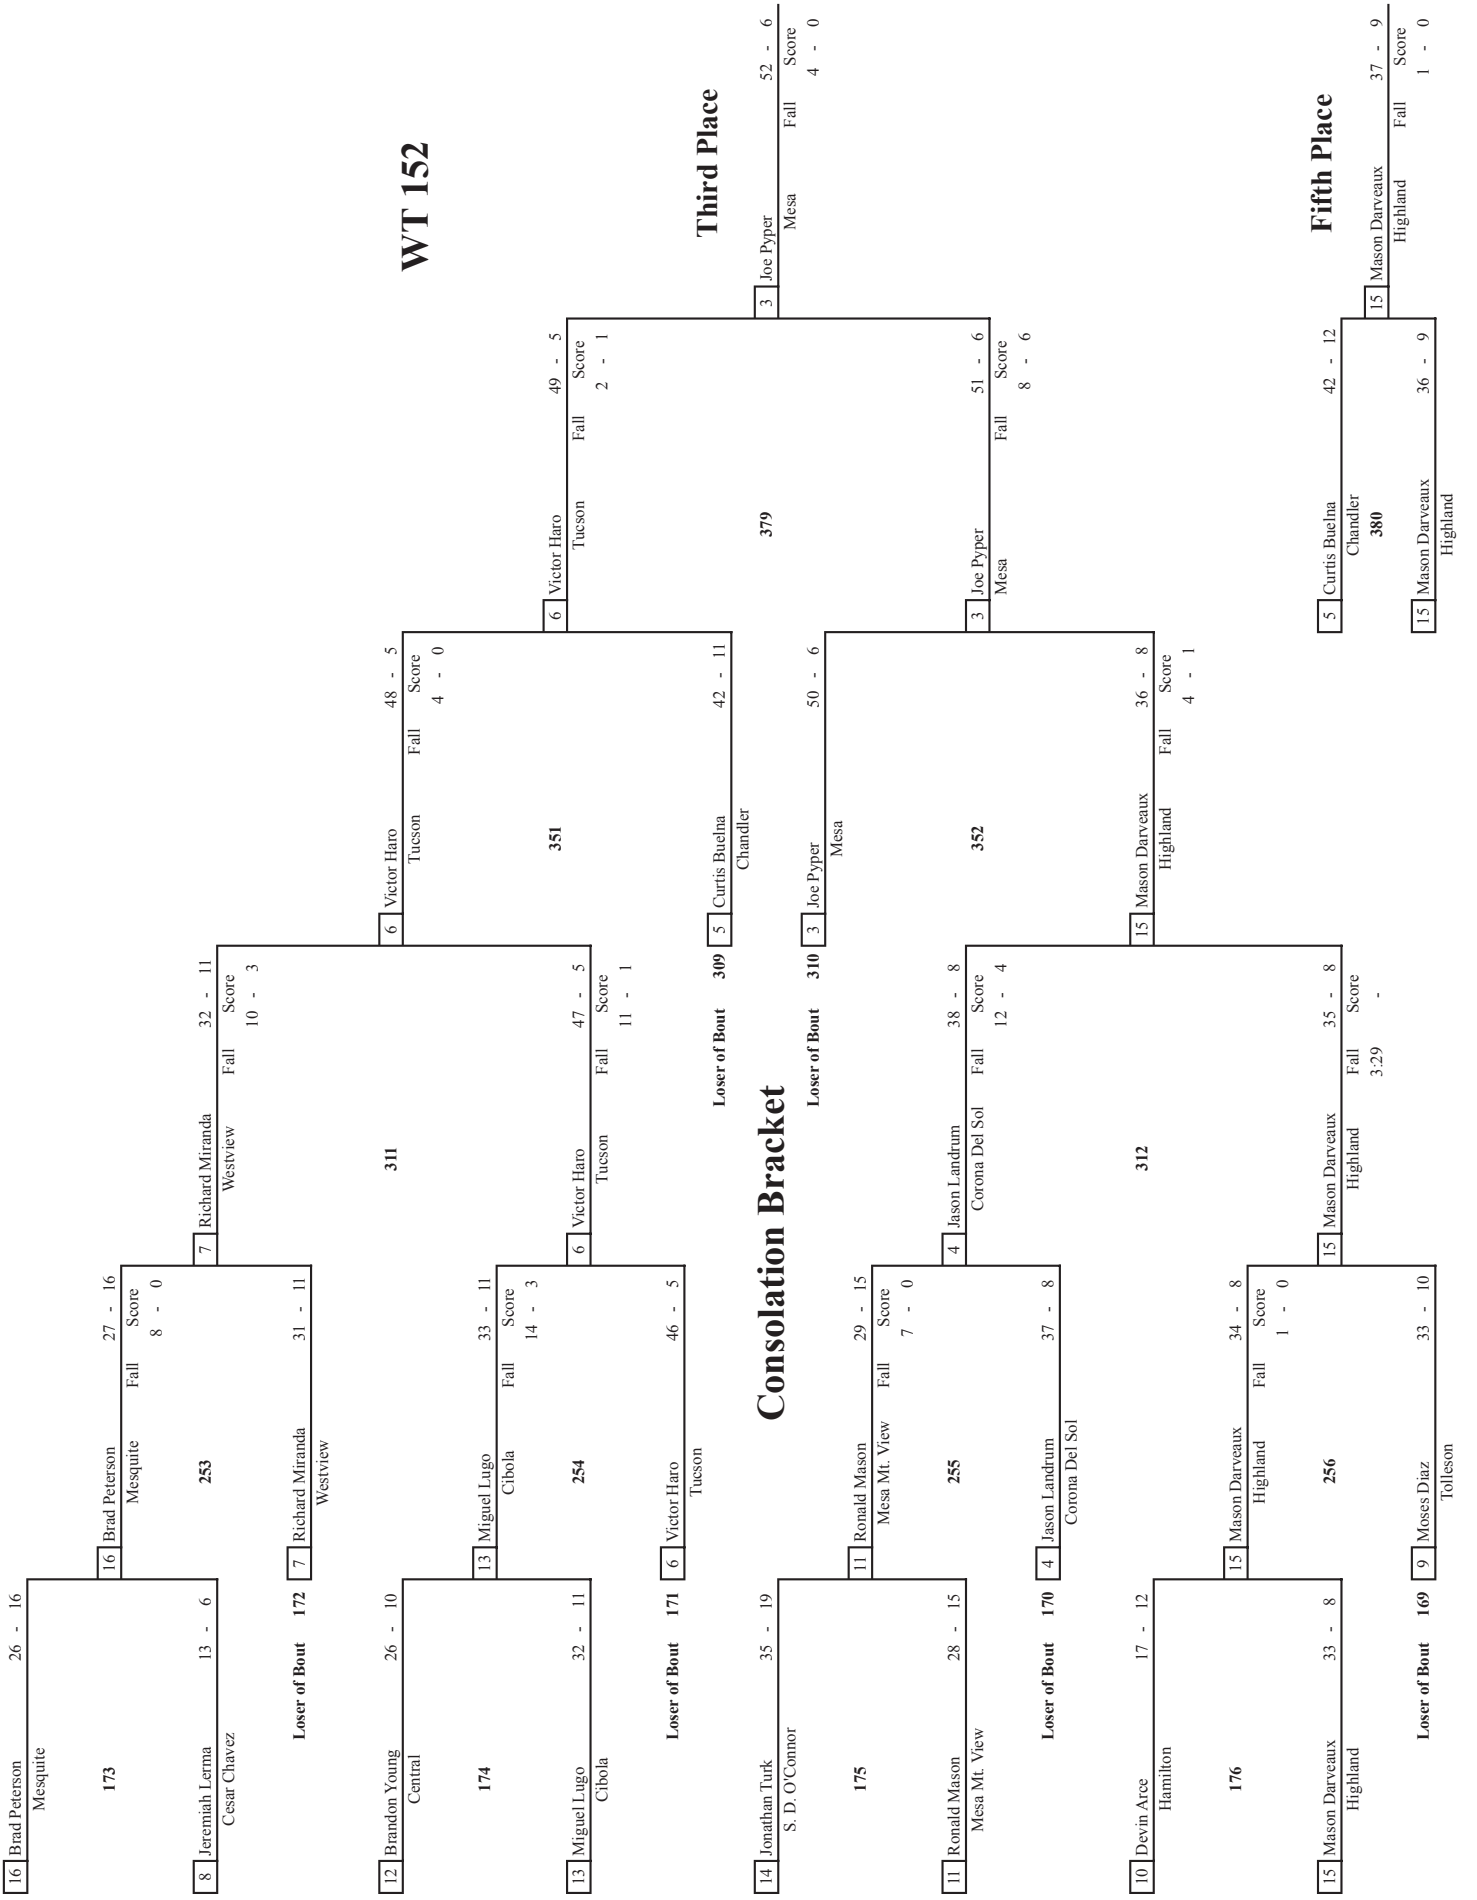 WT 152
Consolation Bracket
16 Brad Peterson 26 - 16
Mesquite
173
8 Jeremiah Lerma 13 - 6
Cesar Chavez
12 Brandon Young 26 - 10
Central
174
13 Miguel Lugo 32 - 11
Cibola
14 Jonathan Turk 35 - 19
S. D. O'Connor
175
11 Ronald Mason 28 - 15
Mesa Mt. View
10 Devin Arce 17 - 12
Hamilton
176
15 Mason Darveaux 33 - 8
Highland
16 Brad Peterson 27 - 16
Mesquite Fall Score
8 - 0
253
Loser of Bout 172 7 Richard Miranda 31 - 11
Westview
13 Miguel Lugo 33 - 11
Cibola Fall Score
14 - 3
254
Loser of Bout 171 6 Victor Haro 46 - 5
Tucson
11 Ronald Mason 29 - 15
Mesa Mt. View Fall Score
7 - 0
255
Loser of Bout 170 4 Jason Landrum 37 - 8
Corona Del Sol
15 Mason Darveaux 34 - 8
Highland Fall Score
1 - 0
256
Loser of Bout 169 9 Moses Diaz 33 - 10
Tolleson
7 Richard Miranda 32 - 11
Westview Fall Score
10 - 3
311
6 Victor Haro 47 - 5
Tucson Fall Score
11 - 1
4 Jason Landrum 38 - 8
Corona Del Sol Fall Score
12 - 4
312
15 Mason Darveaux 35 - 8
Highland Fall Score
3:29 -
6 Victor Haro 48 - 5
Tucson Fall Score
4 - 0
351
Loser of Bout 309 5 Curtis Buelna 42 - 11
Chandler
Loser of Bout 310 3 Joe Pyper 50 - 6
Mesa
352
15 Mason Darveaux 36 - 8
Highland Fall Score
4 - 1
6 Victor Haro 49 - 5
Tucson Fall Score
2 - 1
379
3 Joe Pyper 51 - 6
Mesa Fall Score
8 - 6
Third Place
3 Joe Pyper 52 - 6
Mesa Fall Score
4 - 0
5 Curtis Buelna 42 - 12
Chandler
380
15 Mason Darveaux 36 - 9
Highland
Fifth Place
15 Mason Darveaux 37 - 9
Highland Fall Score
1 - 0